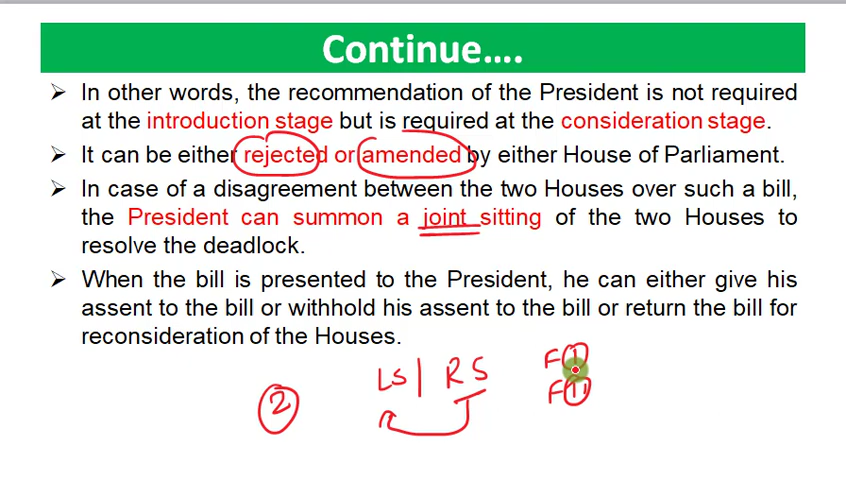 Continue....
➢ In other words, the recommendation of the President is not required
at the introduction stage but is required at the consideration stage.
➢ It can be either rejected or amended by either House of Parliament.
➢ In case of a disagreement between the two Houses over such a bill,
the President can summon a joint sitting of the two Houses to
resolve the deadlock.
➢ When the bill is presented to the President, he can either give his
assent to the bill or withhold his assent to the bill or return the bill for
reconsideration of the Houses.
LS | RS F(1)
2 F(11)